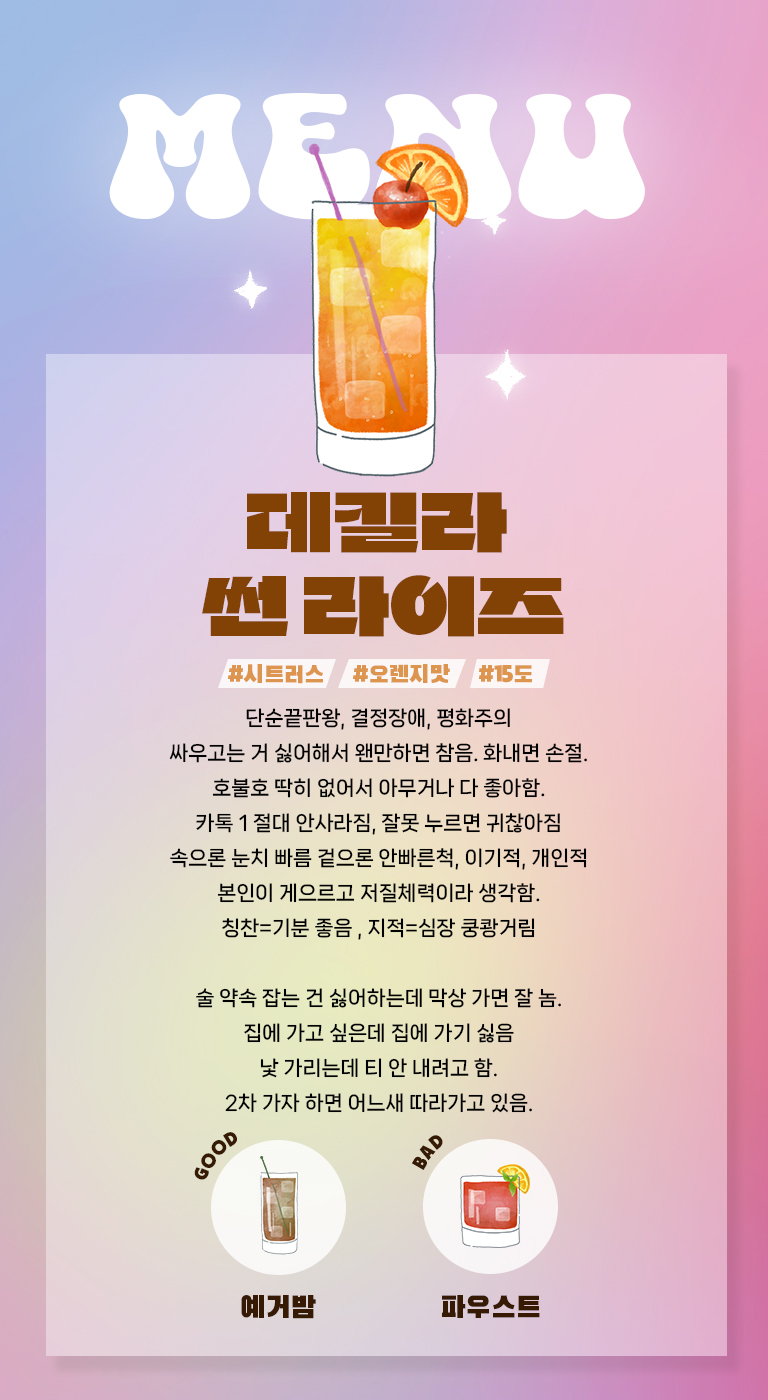 MENU
데킬라
썬 라이즈
#시트러스 #오렌지맛 #15도
단순끝판왕, 결정장애, 평화주의
싸우고는 거 싫어해서 왠만하면 참음. 화내면 손절.
호불호 딱히 없어서 아무거나 다 좋아함.
카톡 1 절대 안사라짐, 잘못 누르면 귀찮아짐
속으론 눈치 빠름 겉으론 안빠른척, 이기적, 개인적
본인이 게으르고 저질체력이라 생각함.
칭찬=기분 좋음 , 지적=심장 쿵쾅거림
술 약속 잡는 건 싫어하는데 막상 가면 잘 놈.
집에 가고 싶은데 집에 가기 싫음
낯 가리는데 티 안 내려고 함.
2차 가자 하면 어느새 따라가고 있음.
GOOD BAD
예거밤 파우스트